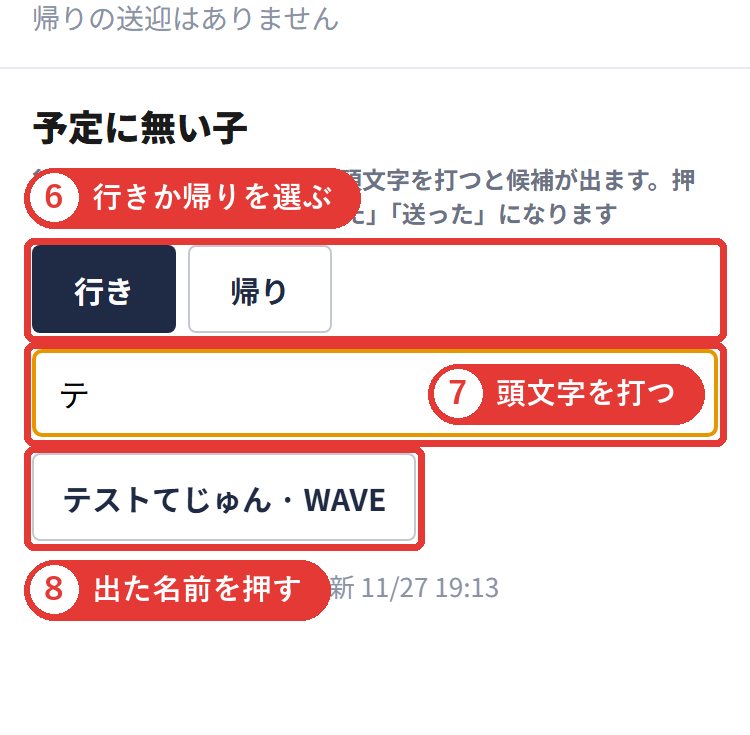 帰りの送迎はありません
予定に無い子
頭文字を打つと候補が出ます。押
た」「送った」になります
6 行きか帰りを選ぶ
行き
帰り
テ
7 頭文字を打つ
テストてじゅん・WAVE
8 出た名前を押す
新 11/27 19:13